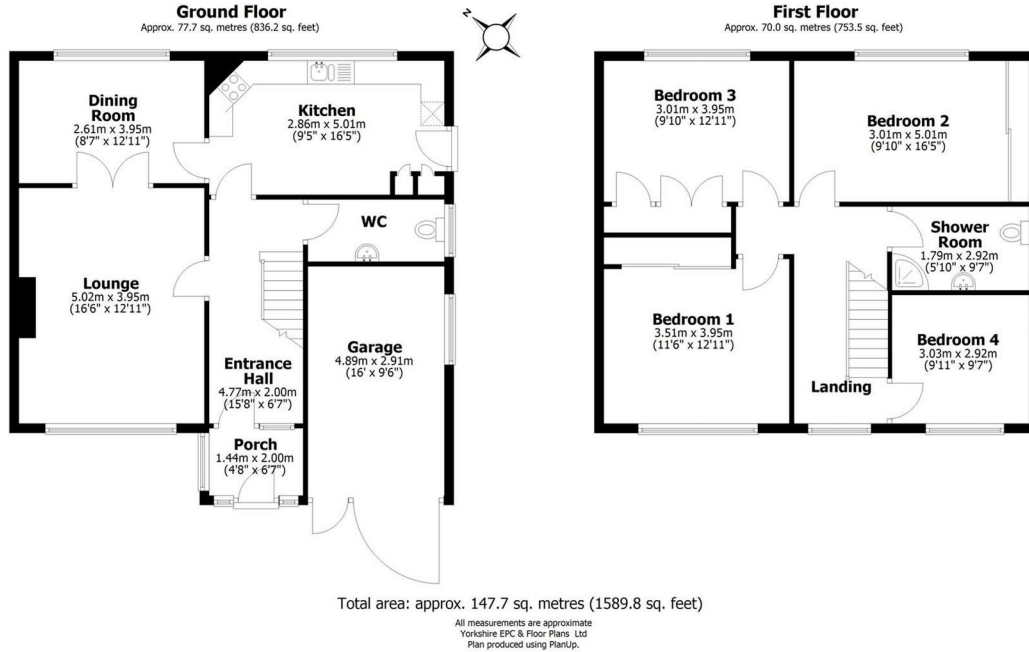 Ground Floor
Approx. 77.7 sq. metres (836.2 sq. feet)
N
Dining
Room
2.61m x 3.95m
(8'7" x 12'11")
Kitchen
2.86m x 5.01m
(9'5" x 16'5")
WC
Lounge
5.02m x 3.95m
(16'6" x 12'11")
Garage
4.89m x 2.91m
(16' x 9'6")
Entrance
Hall
4.77m x 2.00m
(15'8" x 6'7")
Porch
1.44m x 2.00m
(4'8" x 6'7")
First Floor
Approx. 70.0 sq. metres (753.5 sq. feet)
Bedroom 3
3.01m x 3.95m
(9'10" x 12'11")
Bedroom 2
3.01m x 5.01m
(9'10" x 16'5")
Shower
Room
1.79m x 2.92m
(5'10" x 9'7")
Bedroom 1
3.51m x 3.95m
(11'6" x 12'11")
Bedroom 4
3.03m x 2.92m
(9'11" x 9'7")
Landing
Total area: approx. 147.7 sq. metres (1589.8 sq. feet)
All measurements are approximate
Yorkshire EPC & Floor Plans Ltd
Plan produced using PlanUp.